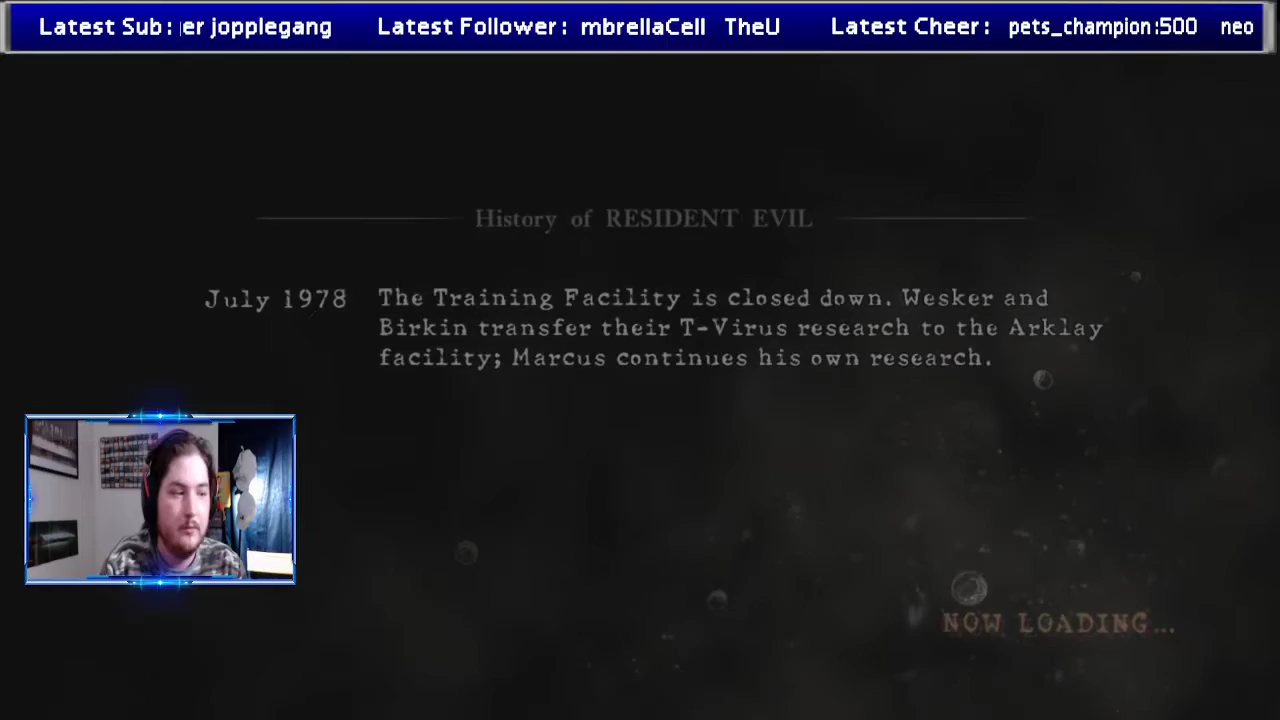 Latest Sub: er jopplegang Latest Follower: mbrellaCell TheU Latest Cheer: pets_champion:500 neo
History of RESIDENT EVIL
July 1978 The Training Facility is closed down. Wesker and
Birkin transfer their T-Virus research to the Arklay
facility; Marcus continues his own research.
NOW LOADING...